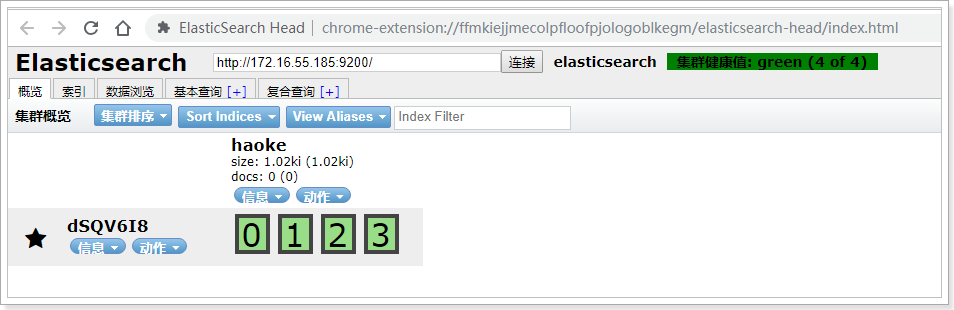 ElasticSearch Head | chrome-extension://ffmkiejjmecolpfloofpjologoblkegm/elasticsearch-head/index.html
Elasticsearch http://172.16.55.185:9200/ 连接 elasticsearch 集群健康值: green (4 of 4)
概览 索引 数据浏览 基本查询 [+] 复合查询 [+]
集群概览 集群排序 Sort Indices View Aliases Index Filter
haoke
size: 1.02ki (1.02ki)
docs: 0 (0)
信息 动作
dSQV6I8 0 1 2 3
信息 动作